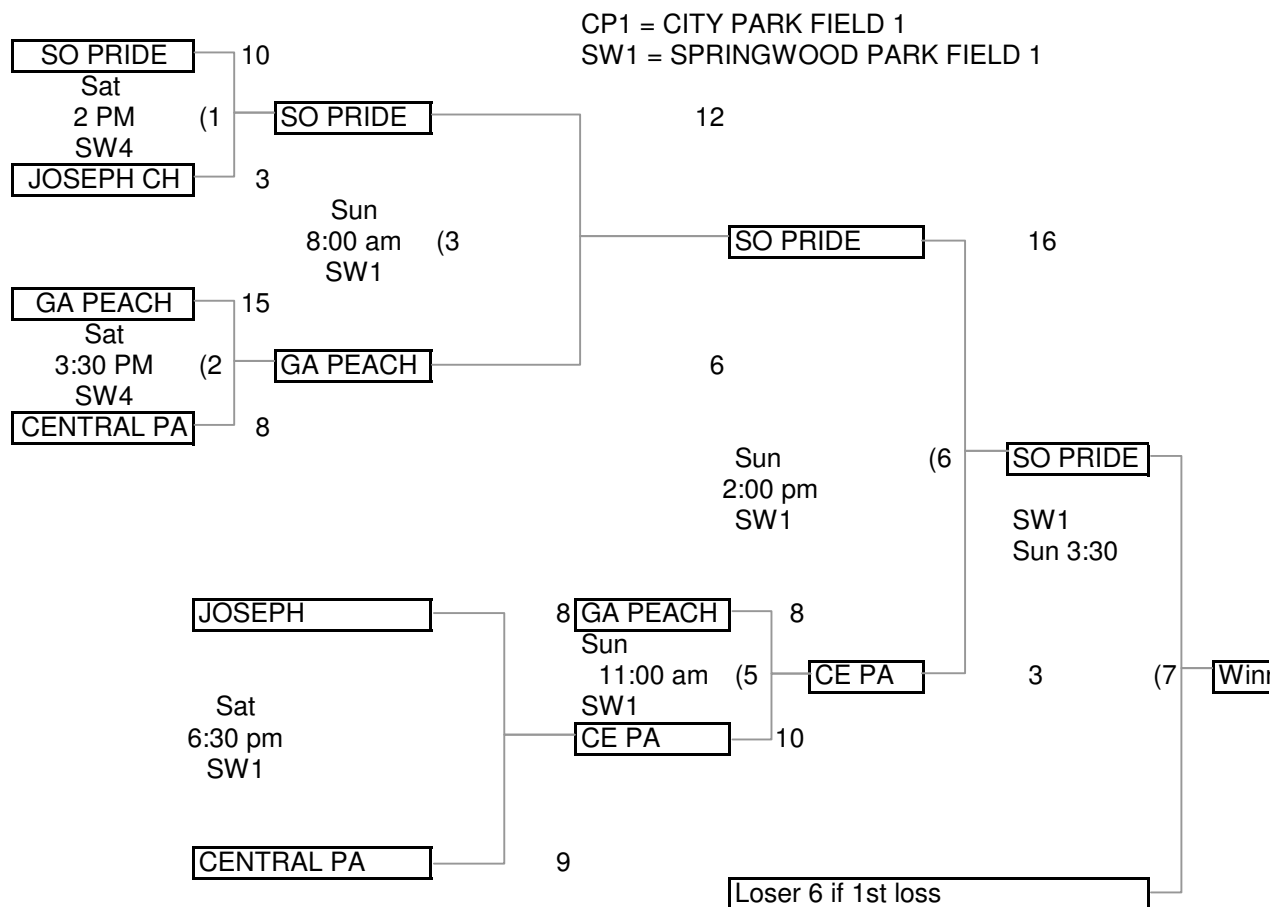 CP1 = CITY PARK FIELD 1
SO PRIDE 10
SW1 = SPRINGWOOD PARK FIELD 1
Sat
2 PM (1 SO PRIDE 12
SW4
JOSEPH CH 3
Sun
8:00 am (3 SO PRIDE 16
SW1
GA PEACH 15
Sat
3:30 PM (2 GA PEACH 6
SW4
CENTRAL PA 8
Sun (6 SO PRIDE
2:00 pm
SW1 SW1
Sun 3:30
JOSEPH 8 GA PEACH 8
Sun
11:00 am (5 CE PA 3 (7
Sat SW1
6:30 pm CE PA 10
SW1
CENTRAL PA 9
Loser 6 if 1st loss